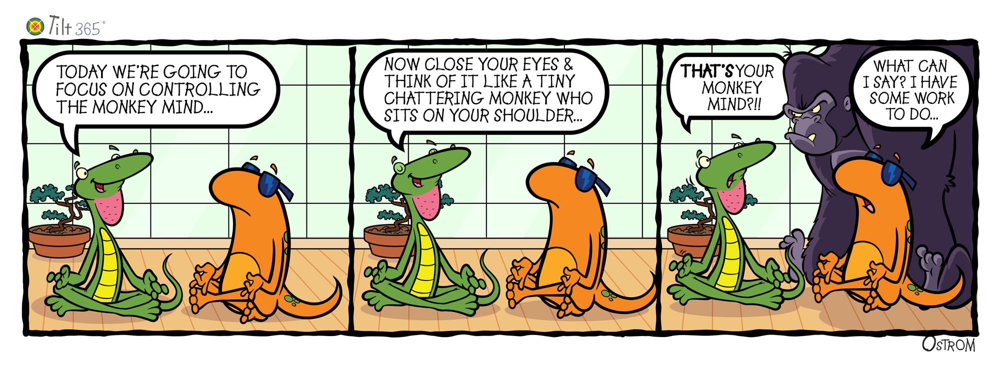 Tilt 365®
TODAY WE'RE GOING TO
FOCUS ON CONTROLLING
THE MONKEY MIND...
NOW CLOSE YOUR EYES &
THINK OF IT LIKE A TINY
CHATTERING MONKEY WHO
SITS ON YOUR SHOULDER...
THAT'S YOUR
MONKEY
MIND?!!
WHAT CAN
I SAY? I HAVE
SOME WORK
TO DO...
OSTROM